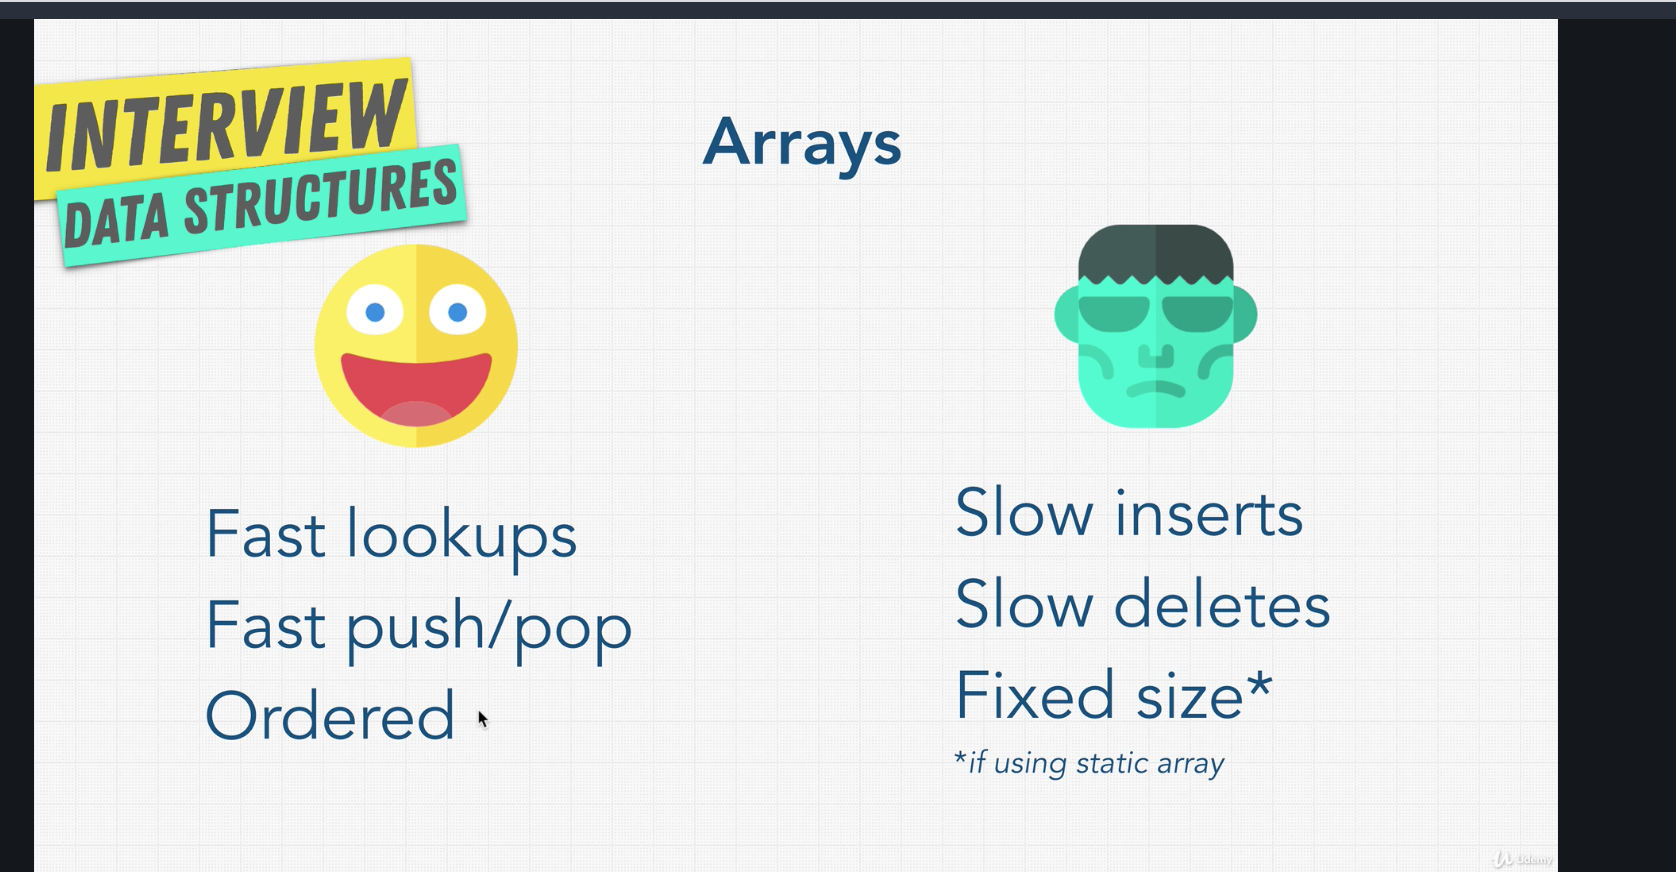 INTERVIEW
DATA STRUCTURES
Arrays
Fast lookups
Fast push/pop
Ordered
Slow inserts
Slow deletes
Fixed size*
*if using static array
Udemy